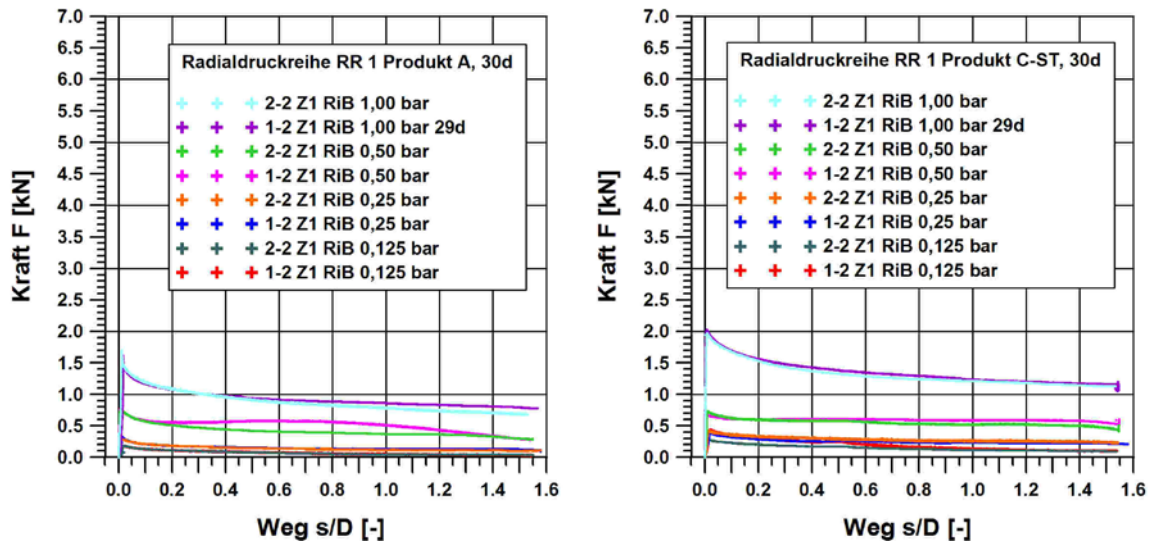 Radialdruckreihe RR 1 Produkt A, 30d
2-2 Z1 RiB 1,00 bar
1-2 Z1 RiB 1,00 bar 29d
2-2 Z1 RiB 0,50 bar
1-2 Z1 RiB 0,50 bar
2-2 Z1 RiB 0,25 bar
1-2 Z1 RiB 0,25 bar
2-2 Z1 RiB 0,125 bar
1-2 Z1 RiB 0,125 bar
Kraft F [kN]
7.0
6.5
6.0
5.5
5.0
4.5
4.0
3.5
3.0
2.5
2.0
1.5
1.0
0.5
0.0
0.0 0.2 0.4 0.6 0.8 1.0 1.2 1.4 1.6
Weg s/D [-]
Radialdruckreihe RR 1 Produkt C-ST, 30d
2-2 Z1 RiB 1,00 bar
1-2 Z1 RiB 1,00 bar 29d
2-2 Z1 RiB 0,50 bar
1-2 Z1 RiB 0,50 bar
2-2 Z1 RiB 0,25 bar
1-2 Z1 RiB 0,25 bar
2-2 Z1 RiB 0,125 bar
1-2 Z1 RiB 0,125 bar
Kraft F [kN]
7.0
6.5
6.0
5.5
5.0
4.5
4.0
3.5
3.0
2.5
2.0
1.5
1.0
0.5
0.0
0.0 0.2 0.4 0.6 0.8 1.0 1.2 1.4 1.6
Weg s/D [-]